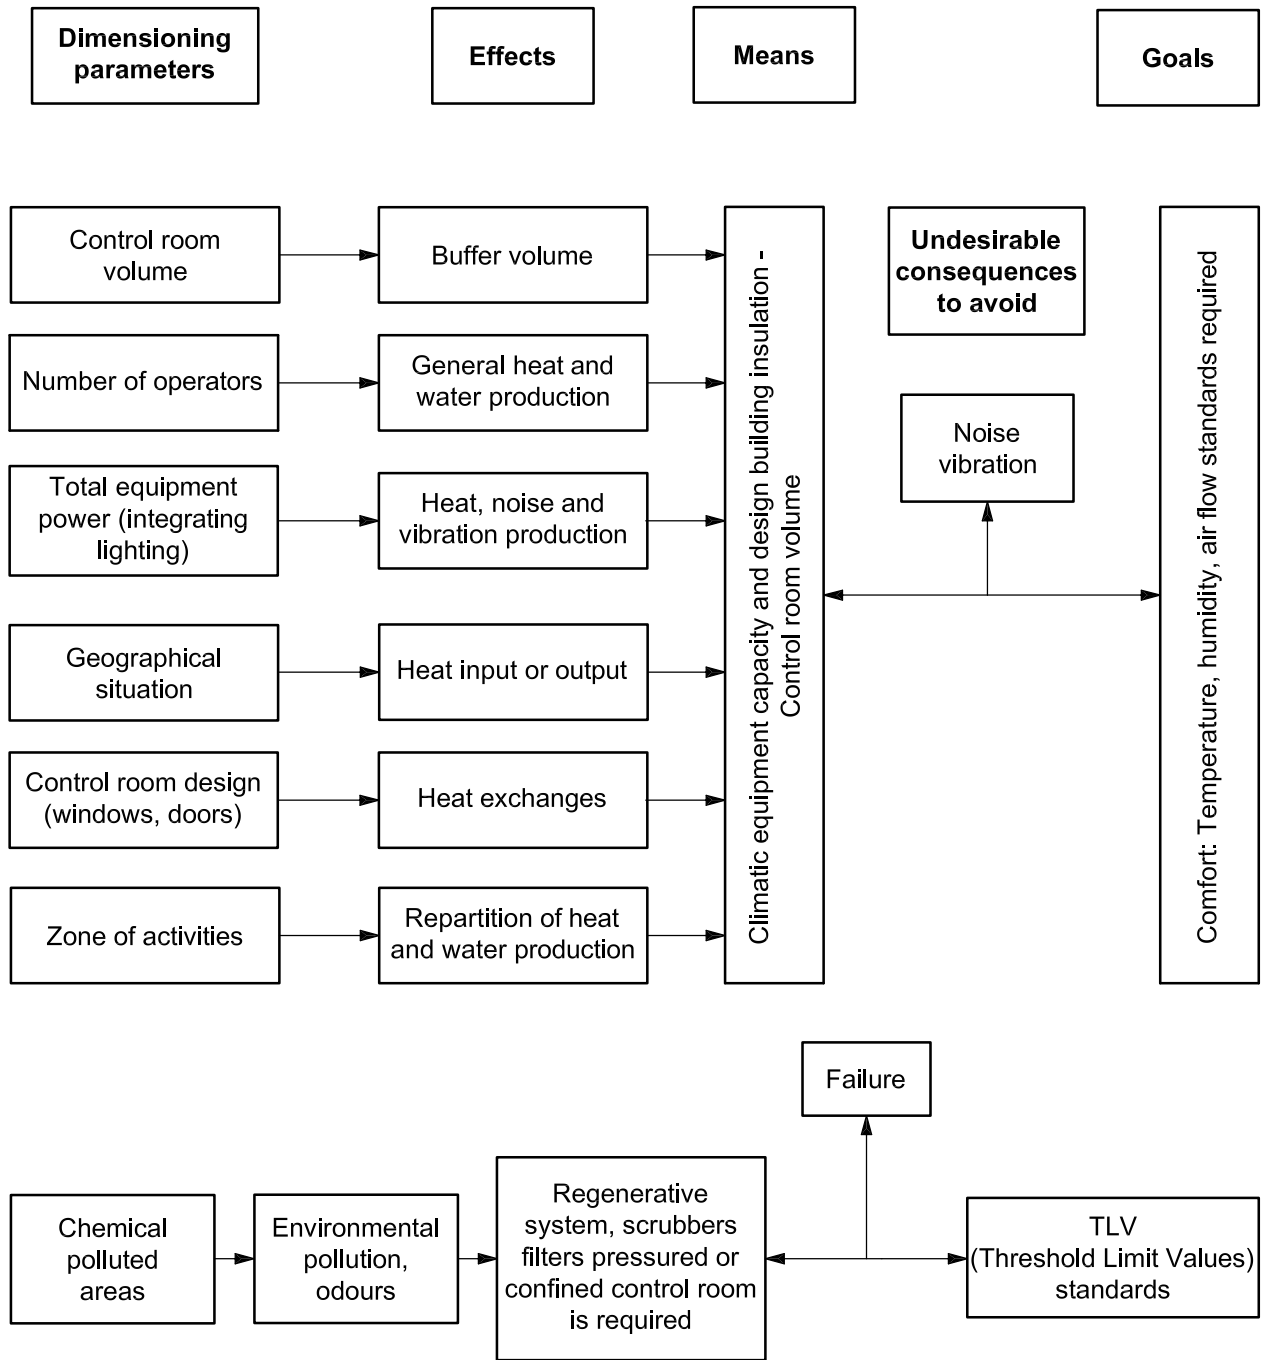 Dimensioning
parameters
Effects
Means
Goals
Control room
volume
Buffer volume
Number of operators
General heat and
water production
Total equipment
power (integrating
lighting)
Heat, noise and
vibration production
Geographical
situation
Heat input or output
Control room design
(windows, doors)
Heat exchanges
Zone of activities
Repartition of heat
and water production
Climatic equipment capacity and design building insulation -
Control room volume
Undesirable
consequences
to avoid
Noise
vibration
Comfort: Temperature, humidity, air flow standards required
Chemical
polluted
areas
Environmental
pollution,
odours
Regenerative
system, scrubbers
filters pressured or
confined control room
is required
Failure
TLV
(Threshold Limit Values)
standards